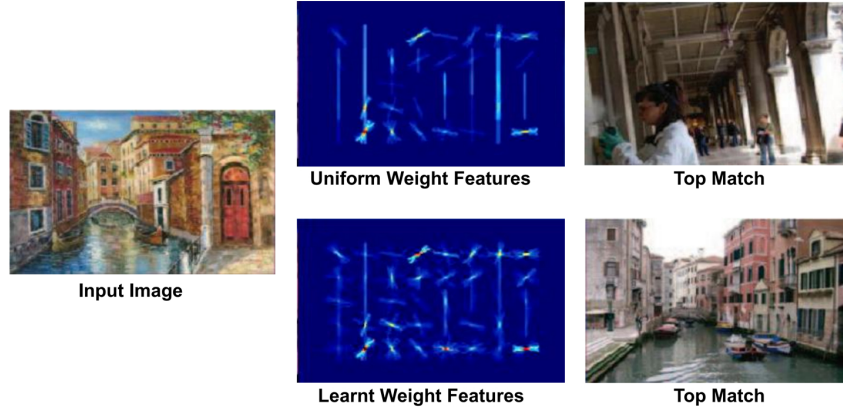 Uniform Weight Features
Top Match
Input Image
Learnt Weight Features
Top Match